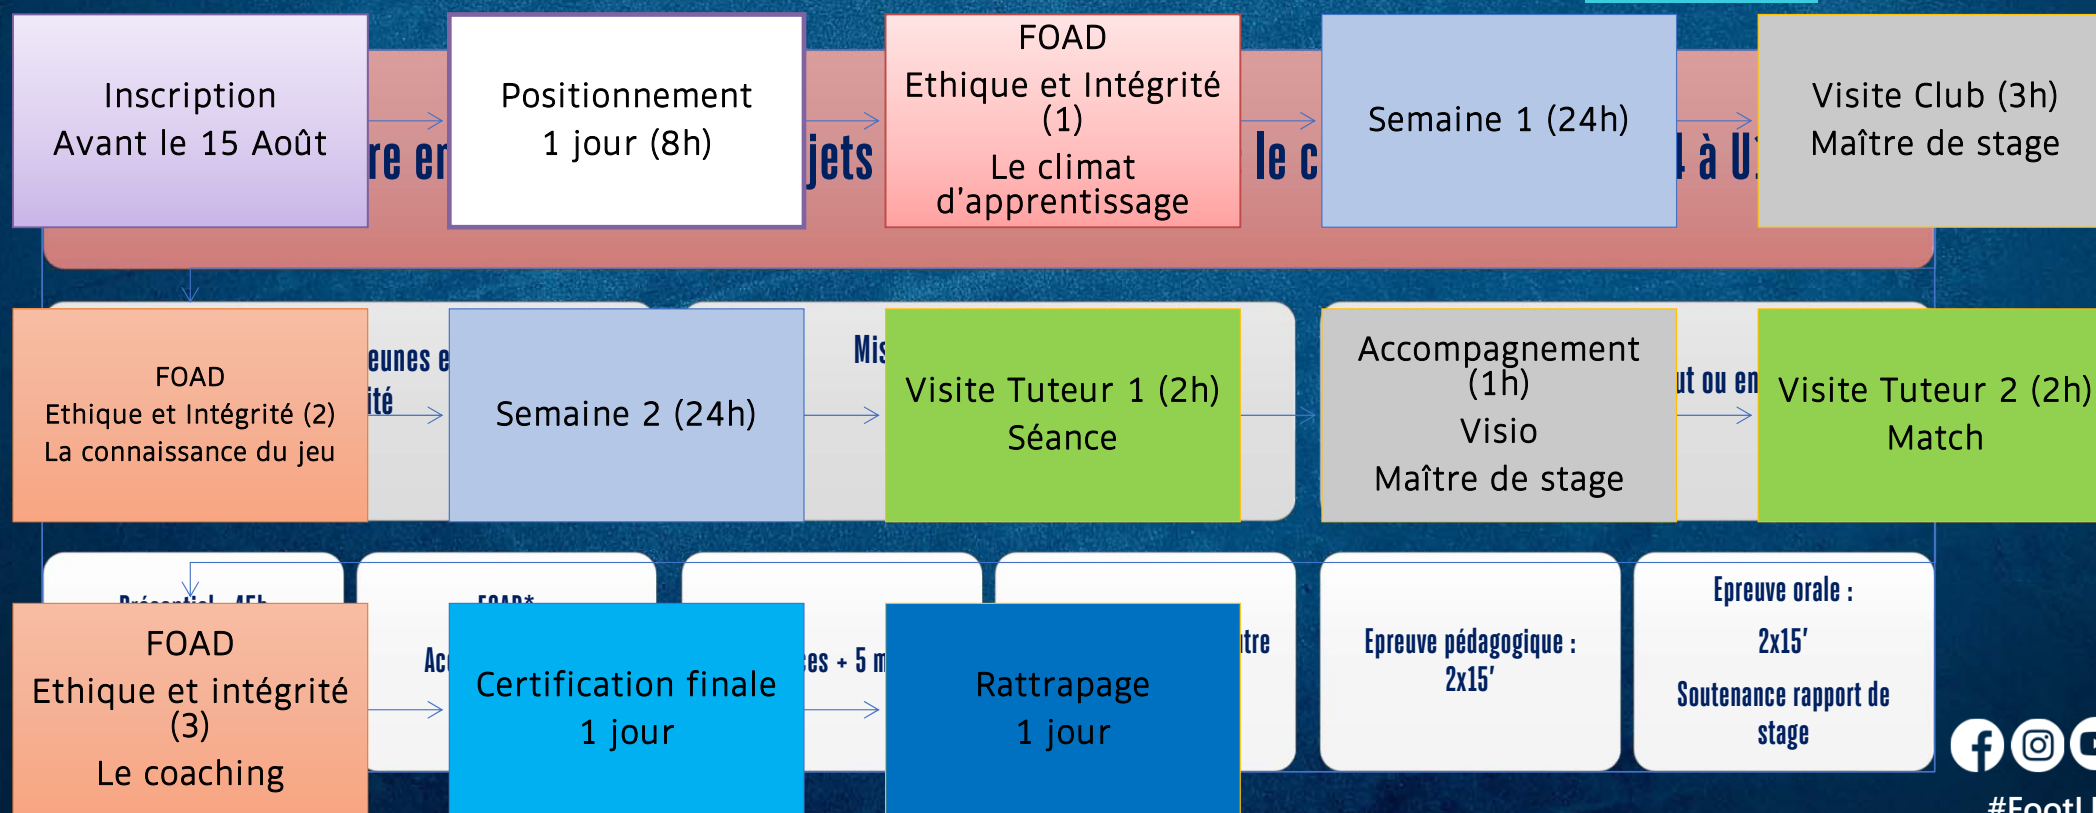 Inscription
Avant le 15 Août
Positionnement
1 jour (8h)
FOAD
Ethique et Intégrité
(1)
Le climat
d'apprentissage
Semaine 1 (24h)
Visite Club (3h)
Maître de stage
le
à
FOAD
Ethique et Intégrité (2)
La connaissance du jeu
Semaine 2 (24h)
Visite Tuteur 1 (2h)
Séance
Accompagnement
(1h)
Visio
Maître de stage
ou
Visite Tuteur 2 (2h)
Match
FOAD
Ethique et intégrité
(3)
Le coaching
Certification finale
1 jour
+ 5
Rattrapage
1 jour
Epreuve pédagogique :
2x15'
Epreuve orale :
2x15'
Soutenance rapport de
stage